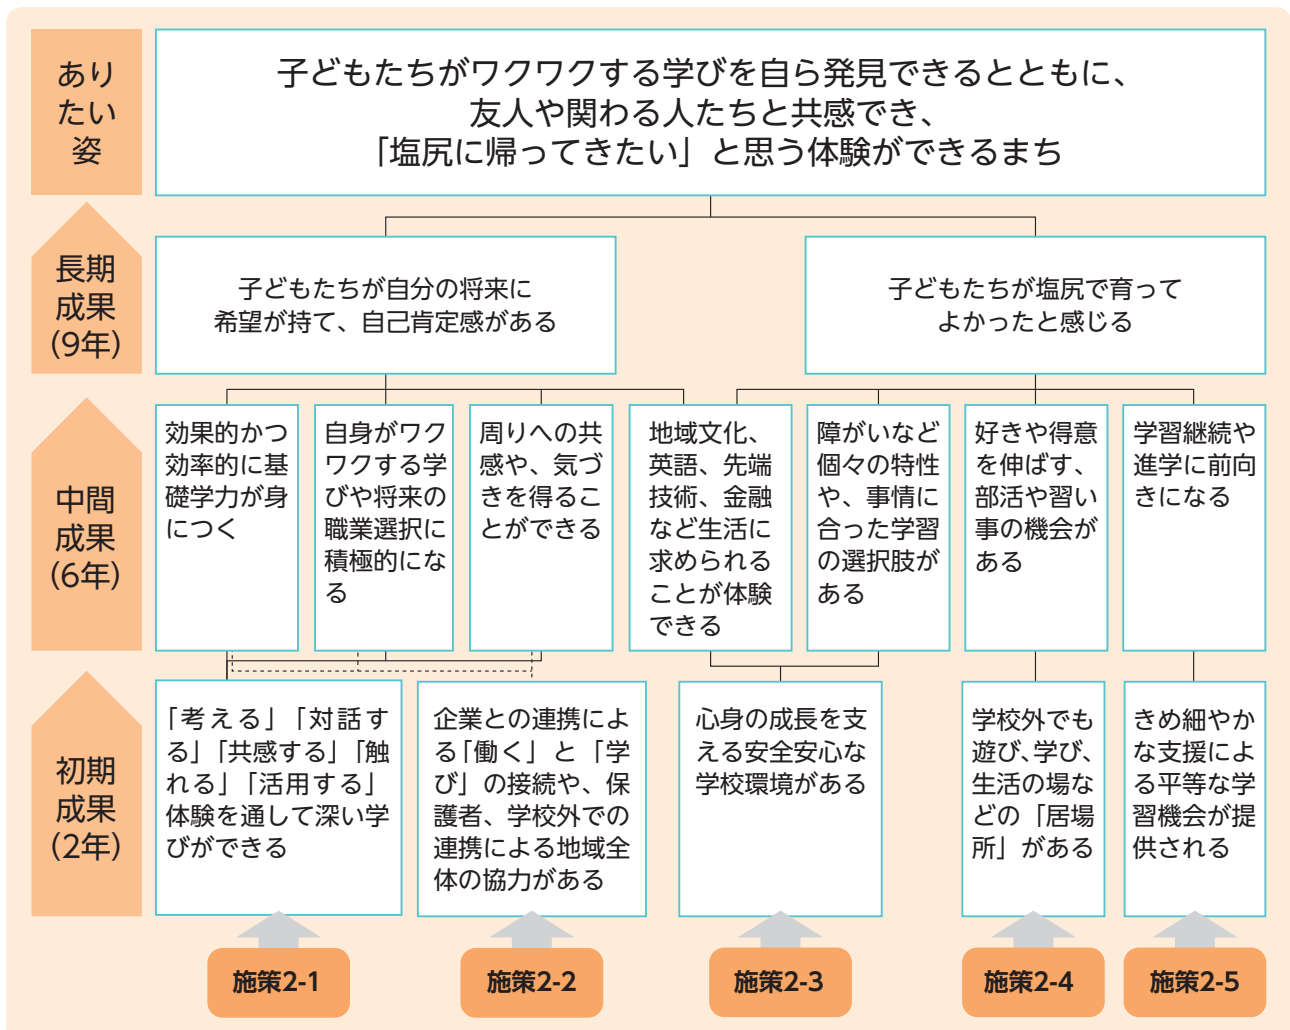 あり
たい
姿
子どもたちがワクワクする学びを自ら発見できるとともに、
友人や関わる人たちと共感でき、
「塩尻に帰ってきたい」と思う体験ができるまち
長期
成果
(9年)
子どもたちが自分の将来に
希望が持て、自己肯定感がある
子どもたちが塩尻で育って
よかったと感じる
中間
成果
(6年)
効果的かつ
効率的に基
礎学力が身
につく
自身がワク
ワクする学
びや将来の
職業選択に
積極的にな
る
周りへの共
感や、気づ
きを得るこ
とができる
地域文化、
英語、先端
技術、金融
など生活に
求められる
ことが体験
できる
障がいなど
個々の特性
や、事情に
合った学習
の選択肢が
ある
好きや得意
を伸ばす、
部活や習い
事の機会が
ある
学習継続や
進学に前向
きになる
初期
成果
(2年)
「考える」「対話す
る」「共感する」「触
れる」「活用する」
体験を通して深い学
びができる
企業との連携によ
る「働く」と「学
び」の接続や、保
護者、学校外での
連携による地域全
体の協力がある
心身の成長を支
える安全安心な
学校環境がある
学校外でも
遊び、学び、
生活の場な
どの「居場
所」がある
きめ細やか
な支援によ
る平等な学
習機会が提
供される
施策2-1
施策2-2
施策2-3
施策2-4
施策2-5